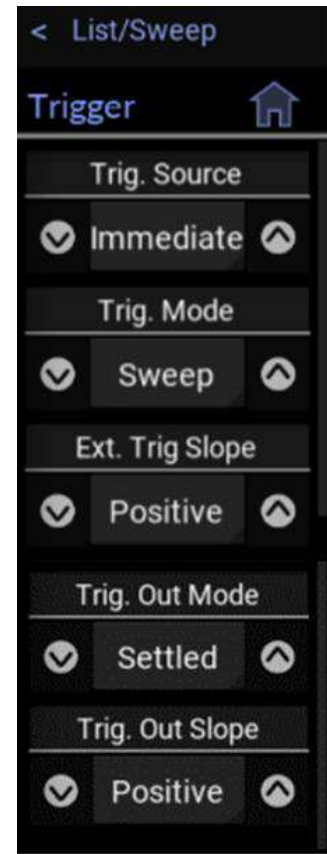 < List/Sweep
Trigger
Trig. Source
Immediate
Trig. Mode
Sweep
Ext. Trig Slope
Positive
Trig. Out Mode
Settled
Trig. Out Slope
Positive